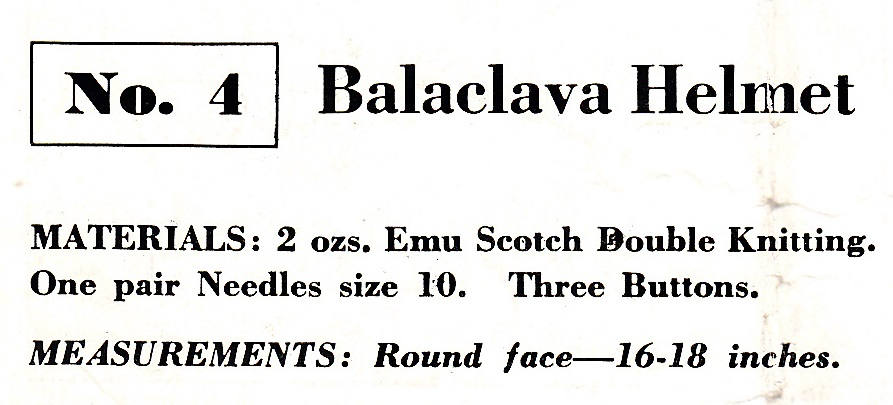 No. 4 Balaclava Helmet
MATERIALS: 2 ozs. Emu Scotch Double Knitting.
One pair Needles size 10. Three Buttons.
MEASUREMENTS: Round face—16-18 inches.